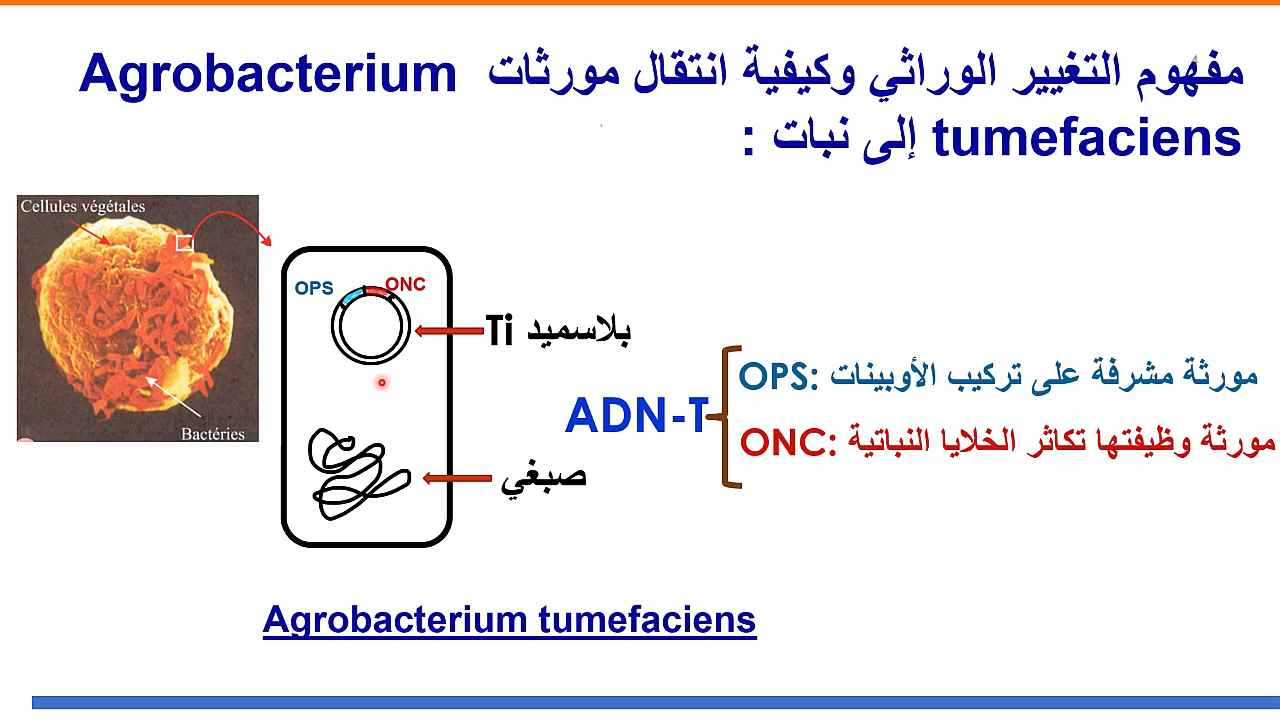 مفهوم التغيير الوراثي وكيفية انتقال مورثات Agrobacterium
tumefaciens إلى نبات :
Cellules végétales
Bactéries
OPS
ONC
بلاسميد Ti
صبغي
ADN-T
OPS: مورثة مشرفة على تركيب الأوبينات
ONC: مورثة وظيفتها تكاثر الخلايا النباتية
Agrobacterium tumefaciens